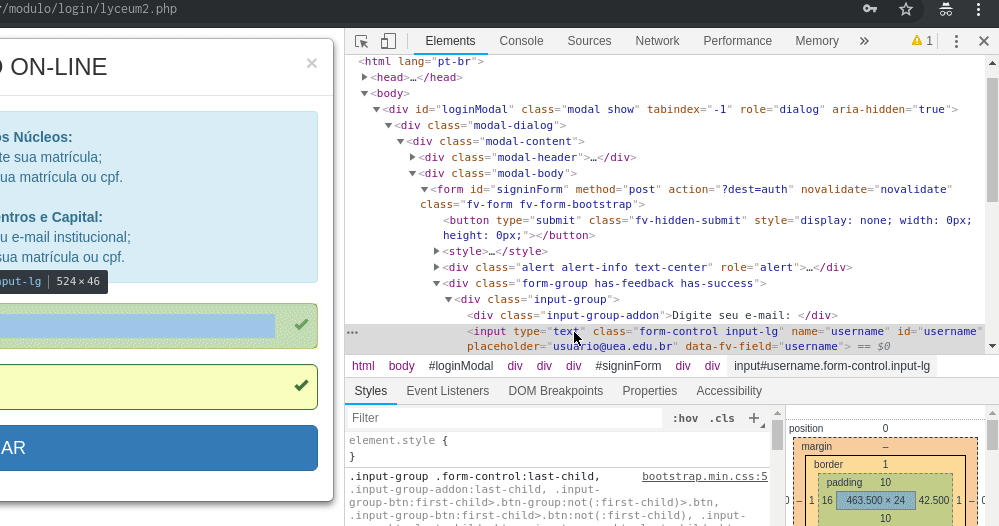 /modulo/login/lyceum2.php
O ON-LINE
×
os Núcleos:
te sua matrícula;
ua matrícula ou cpf.
entros e Capital:
u e-mail institucional;
sua matrícula ou cpf.
nput-lg 524 × 46
AR
Elements Console Sources Network Performance Memory » 1
<html lang="pt-br">
<head>…</head>
<body>
<div id="loginModal" class="modal show" tabindex="-1" role="dialog" aria-hidden="true">
<div class="modal-dialog">
<div class="modal-content">
<div class="modal-header">…</div>
<div class="modal-body">
<form id="signinForm" method="post" action="?dest=auth" novalidate="novalidate"
class="fv-form fv-form-bootstrap">
<button type="submit" class="fv-hidden-submit" style="display: none; width: 0px;
height: 0px;"></button>
<style>…</style>
<div class="alert alert-info text-center" role="alert">…</div>
<div class="form-group has-feedback has-success">
<div class="input-group">
<div class="input-group-addon">Digite seu e-mail: </div>
… <input type="text" class="form-control input-lg" name="username" id="username"
placeholder="usuario@uea.edu.br" data-fv-field="username"> == $0
html body #loginModal div div div #signinForm div div input#username.form-control.input-lg
Styles Event Listeners DOM Breakpoints Properties Accessibility
Filter :hov .cls +
element.style {
}
.input-group .form-control:last-child, bootstrap.min.css:5
.input-group-addon:last-child, .input-
group-btn:first-child>.btn-group:not(:first-child)>.btn,
.input-group-btn:first-child>.btn:not(:first-child), .input-
position 0
margin –
border 1
padding 10
0 – 1 16 463.500 × 24 42.500 1 – 0
10